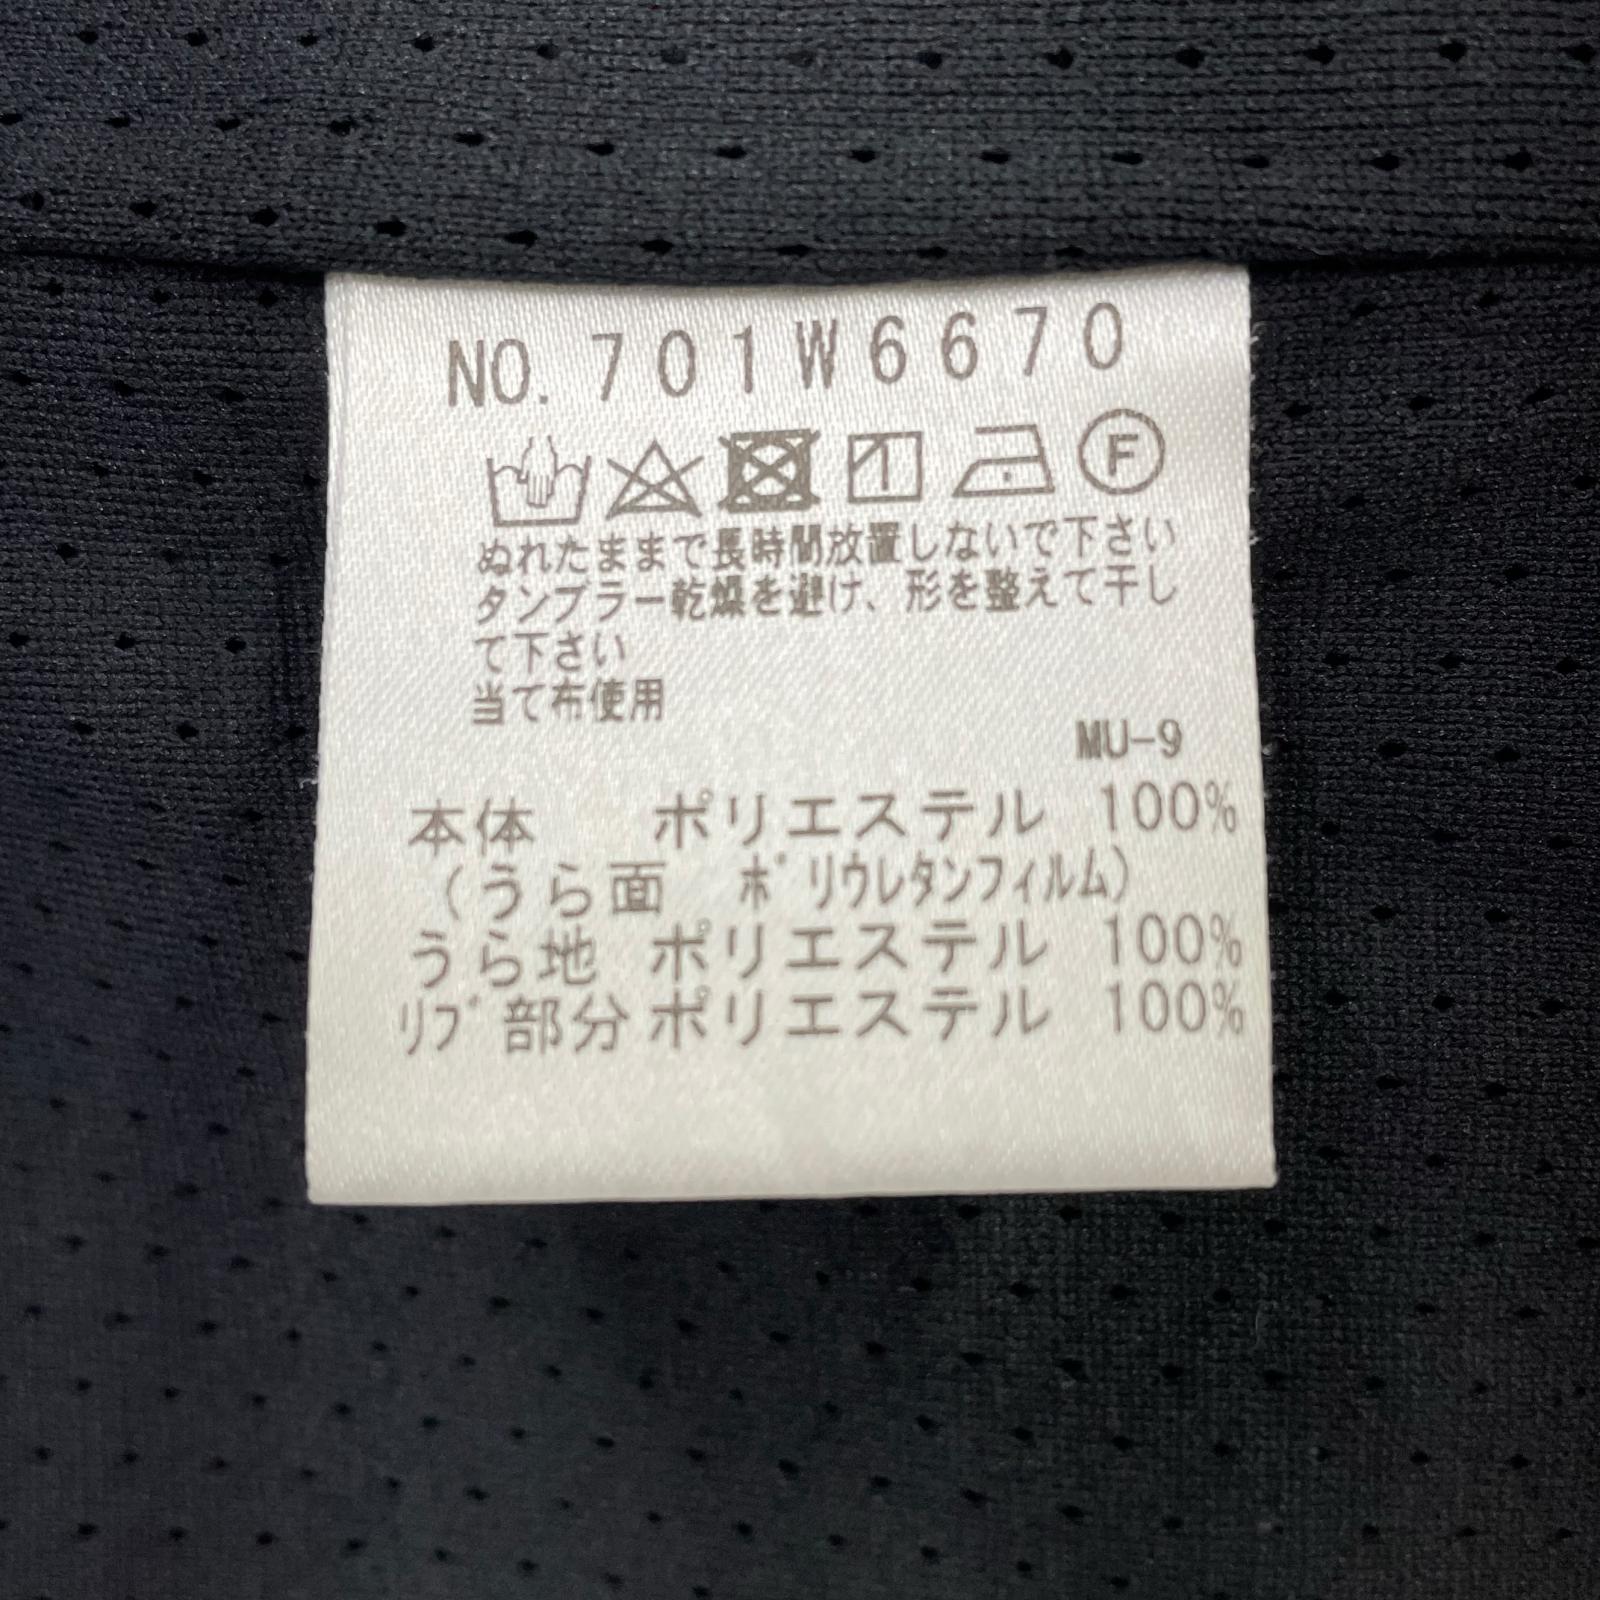 NO. 701W6670
F
ぬれたままで長時間放置しないで下さい
タンブラー乾燥を避け、形を整えて干し
て下さい
当て布使用
MU-9
本体 ポリエステル 100%
(うら面 ﾎﾟﾘｳﾚﾀﾝﾌｨﾙﾑ)
うら地 ポリエステル 100%
ﾘﾌﾞ部分 ポリエステル 100%